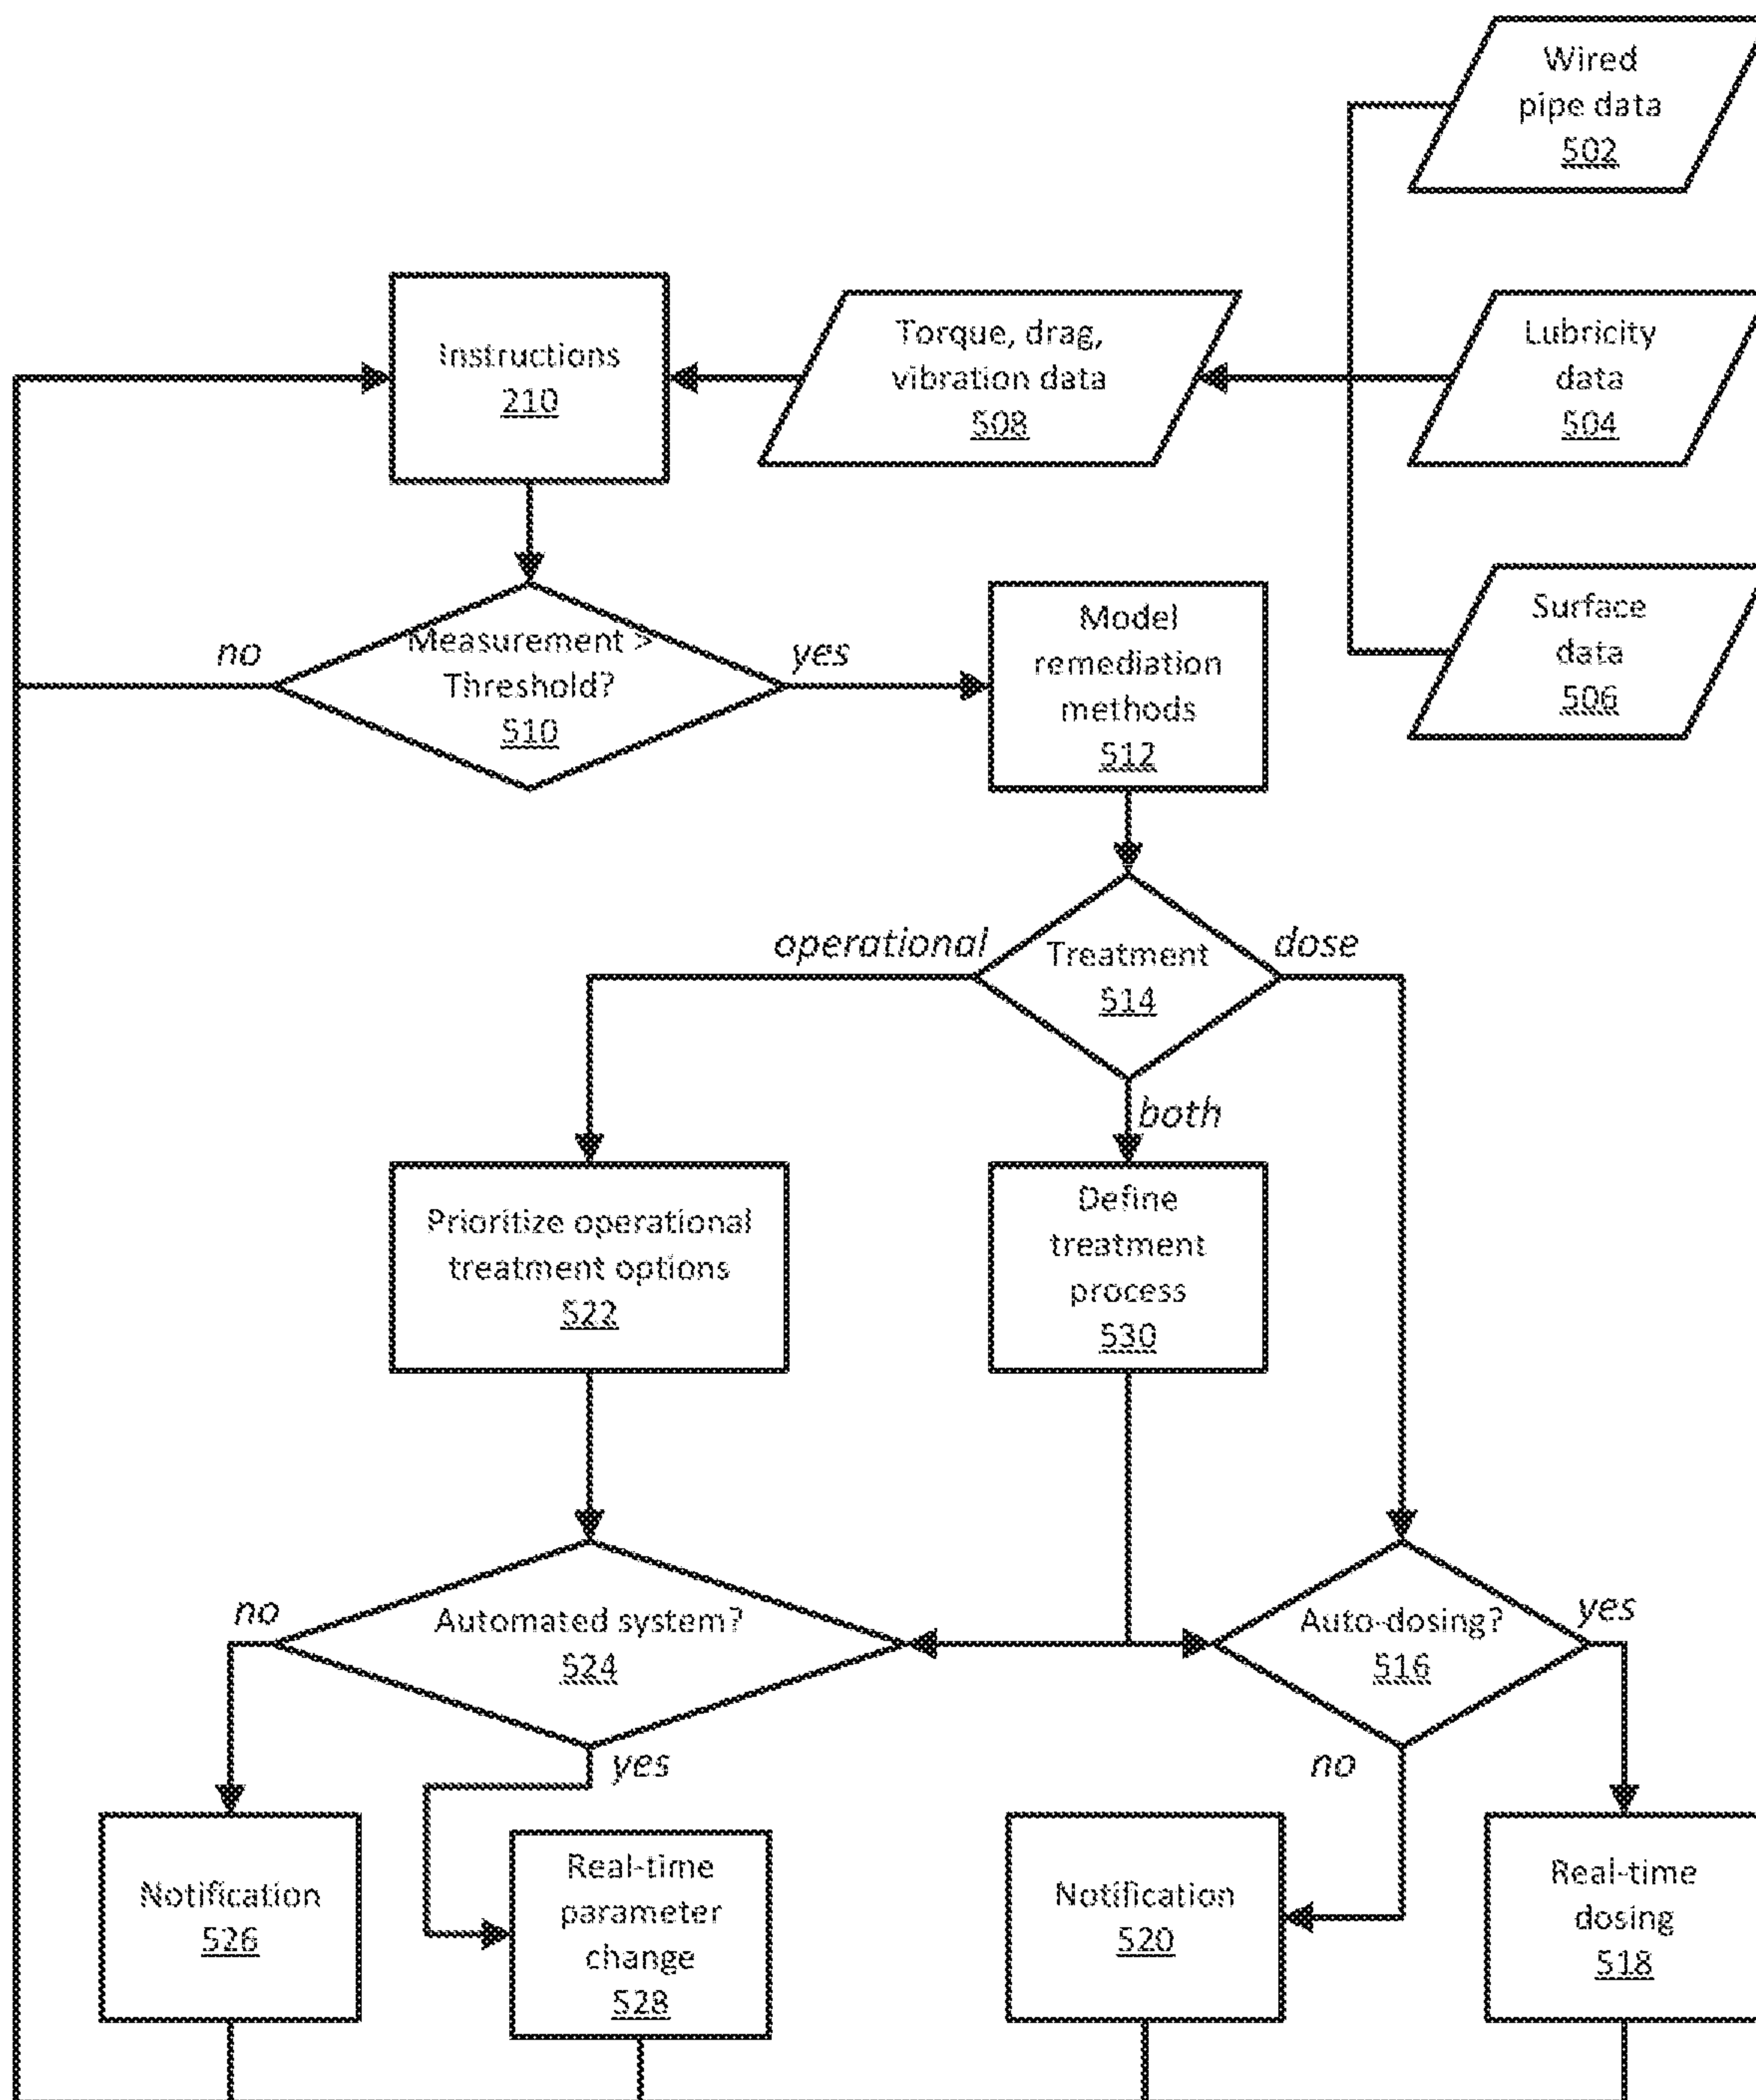 Wired
pipe data
502
Instructions
210
Torque, drag,
vibration data
508
Lubricity
data
504
Surface
data
506
no
Measurement >
Threshold?
510
yes
Model
remediation
methods
512
operational
Treatment
514
dose
both
Prioritize operational
treatment options
522
Define
treatment
process
530
no
Automated system?
524
yes
Auto-dosing?
516
yes
no
Notification
526
Real-time
parameter
change
528
Notification
520
Real-time
dosing
518